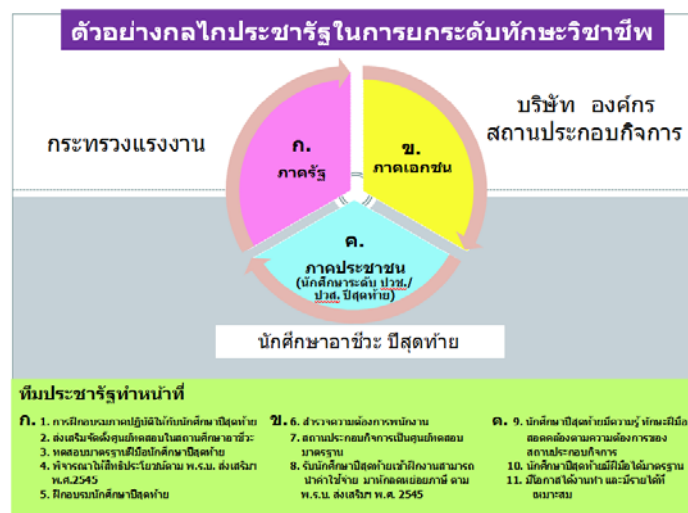 ตัวอย่างกลไกประชารัฐในการยกระดับทักษะวิชาชีพ
กระทรวงแรงงาน
ก.
ภาครัฐ
ข.
ภาคเอกชน
บริษัท องค์กร
สถานประกอบกิจการ
ค.
ภาคประชาชน
(นักศึกษาระดับ ปวช./
ปวส. ปีสุดท้าย)
นักศึกษาอาชีวะ ปีสุดท้าย
ทีมประชารัฐทำหน้าที่
ก. 1. การฝึกอบรมภาคปฏิบัติให้กับนักศึกษาปีสุดท้าย
2. ส่งเสริมจัดตั้งศูนย์ทดสอบในสถานศึกษาอาชีวะ
3. ทดสอบมาตรฐานฝีมือนักศึกษาปีสุดท้าย
4. พิจารณาให้สิทธิประโยชน์ตาม พ.ร.บ. ส่งเสริมฯ
พ.ศ.2545
5. ฝึกอบรมนักศึกษาปีสุดท้าย
ข. 6. สำรวจความต้องการพนักงาน
7. สถานประกอบกิจการเป็นศูนย์ทดสอบ
มาตรฐาน
8. รับนักศึกษาปีสุดท้ายเข้าฝึกงานสามารถ
นำค่าใช้จ่าย มาหักลดหย่อยภาษี ตาม
พ.ร.บ. ส่งเสริมฯ พ.ศ. 2545
ค. 9. นักศึกษาปีสุดท้ายมีความรู้ ทักษะฝีมือ
สอดคล้องตามความต้องการของ
สถานประกอบกิจการ
10. นักศึกษาปีสุดท้ายมีฝีมือได้มาตรฐาน
11. มีโอกาสได้งานทำ และมีรายได้ที่
เหมาะสม